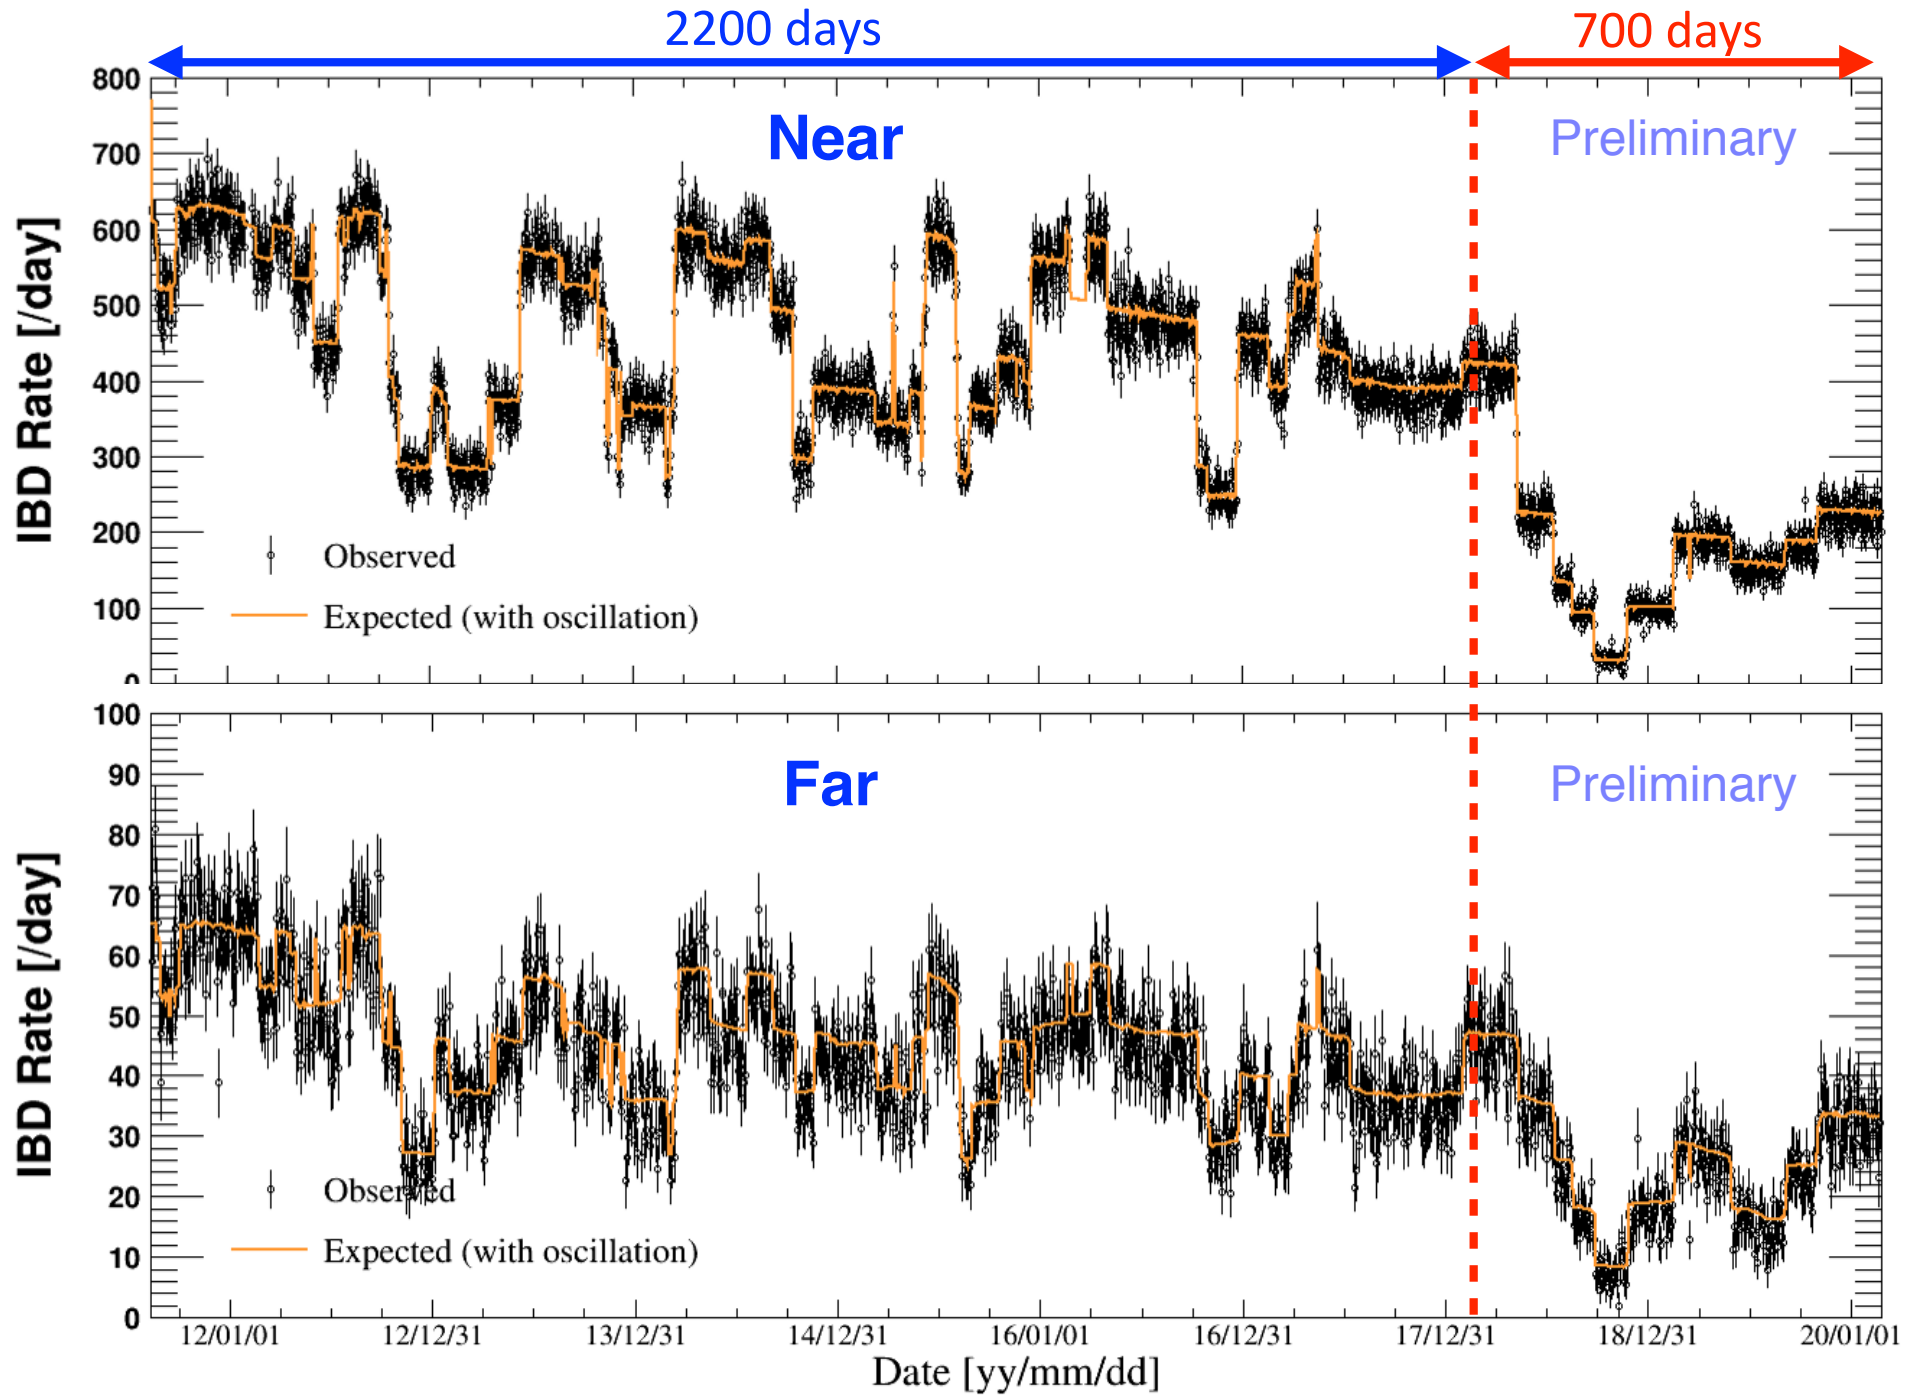 2200 days
700 days
800
700
600
500
400
300
200
100
0
IBD Rate [/day]
Near
Preliminary
Observed
Expected (with oscillation)
100
90
80
70
60
50
40
30
20
10
0
IBD Rate [/day]
Far
Preliminary
Observed
Expected (with oscillation)
12/01/01
12/12/31
13/12/31
14/12/31
16/01/01
16/12/31
17/12/31
18/12/31
20/01/01
Date [yy/mm/dd]